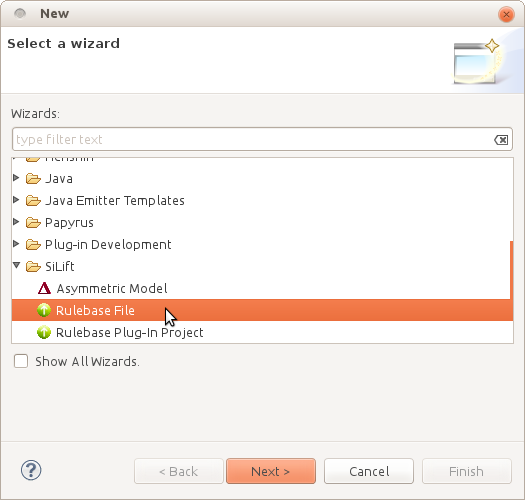 New
Select a wizard
Wizards:
type filter text
Henshin
Java
Java Emitter Templates
Papyrus
Plug-in Development
SiLift
Asymmetric Model
Rulebase File
Rulebase Plug-In Project
Show All Wizards.
?
< Back
Next >
Cancel
Finish